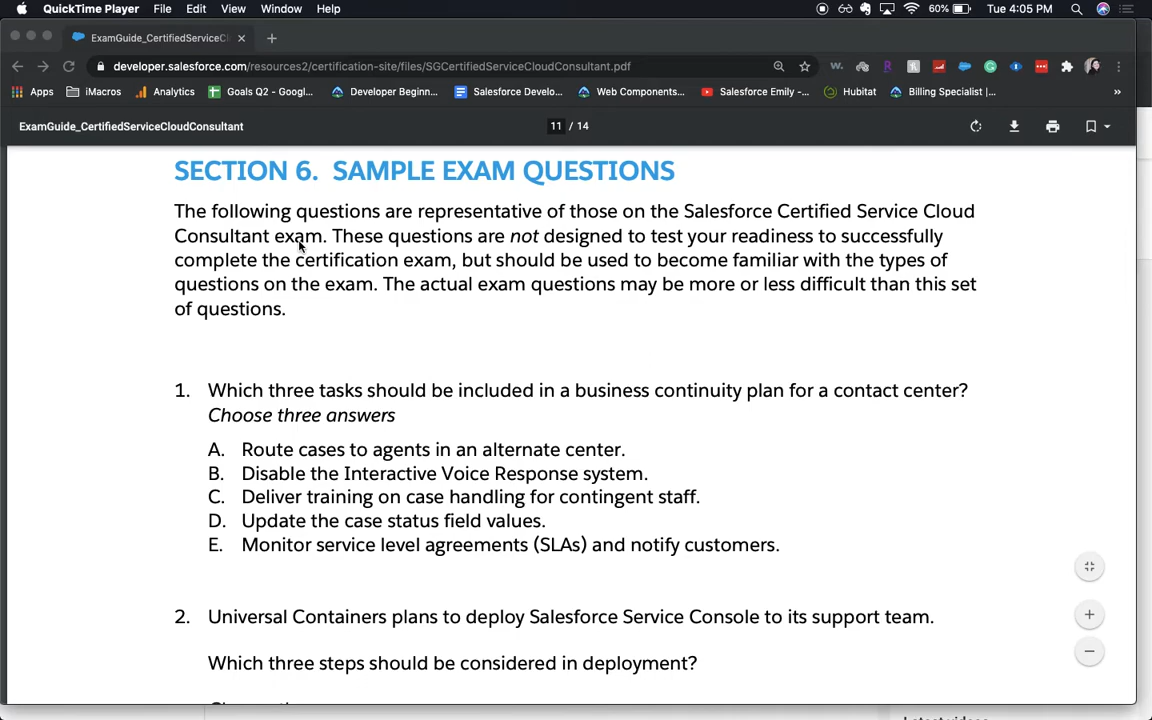 QuickTime Player File Edit View Window Help 60% Tue 4:05 PM
ExamGuide_CertifiedServiceCl
developer.salesforce.com/resources2/certification-site/files/SGCertifiedServiceCloudConsultant.pdf
Apps iMacros Analytics Goals Q2 - Googl... Developer Beginn... Salesforce Develo... Web Components... Salesforce Emily -... Hubitat Billing Specialist |... »
ExamGuide_CertifiedServiceCloudConsultant 11 / 14
SECTION 6. SAMPLE EXAM QUESTIONS
The following questions are representative of those on the Salesforce Certified Service Cloud
Consultant exam. These questions are not designed to test your readiness to successfully
complete the certification exam, but should be used to become familiar with the types of
questions on the exam. The actual exam questions may be more or less difficult than this set
of questions.
1. Which three tasks should be included in a business continuity plan for a contact center?
Choose three answers
A. Route cases to agents in an alternate center.
B. Disable the Interactive Voice Response system.
C. Deliver training on case handling for contingent staff.
D. Update the case status field values.
E. Monitor service level agreements (SLAs) and notify customers.
2. Universal Containers plans to deploy Salesforce Service Console to its support team.
Which three steps should be considered in deployment?